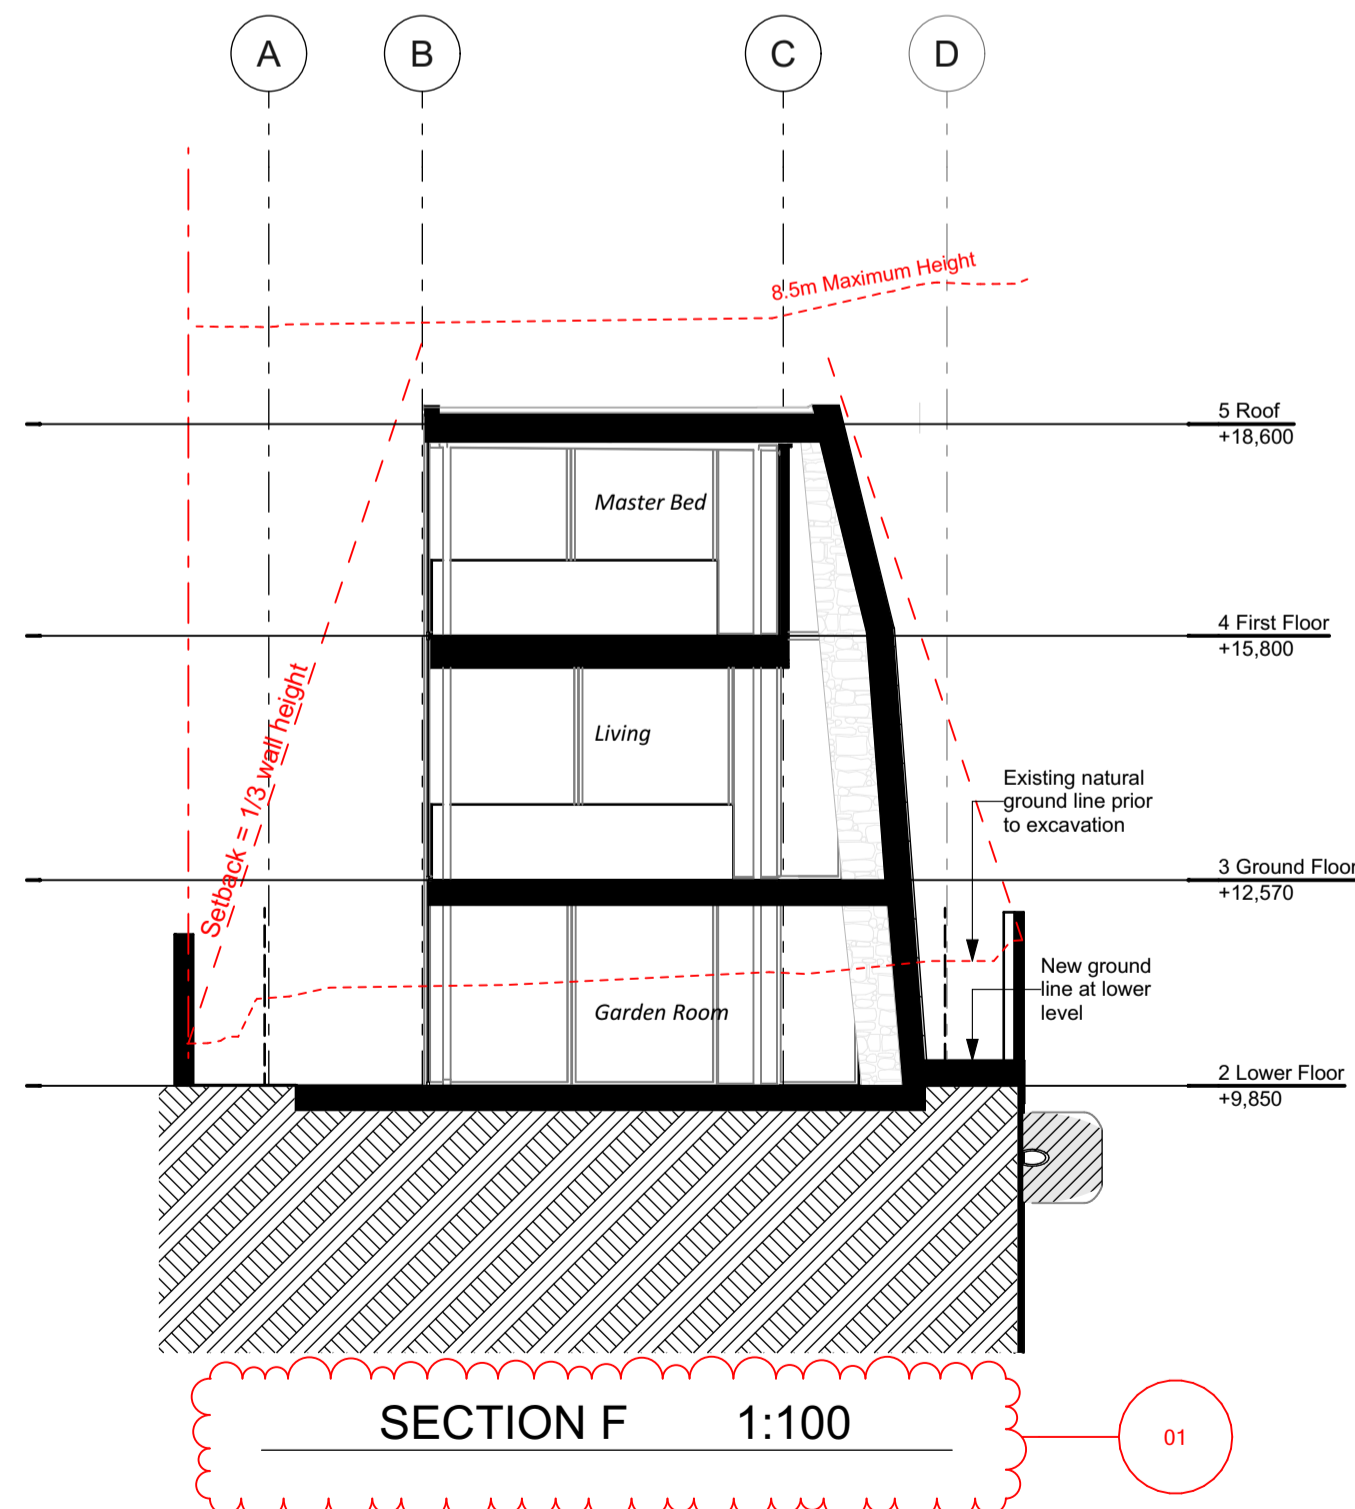 A
B
C
D
8.5m Maximum Height
5 Roof
+18,600
Master Bed
4 First Floor
+15,800
Setback = 1/3 wall height
Living
Existing natural
ground line prior
to excavation
3 Ground Floor
+12,570
New ground
line at lower
level
Garden Room
2 Lower Floor
+9,850
SECTION F 1:100
01